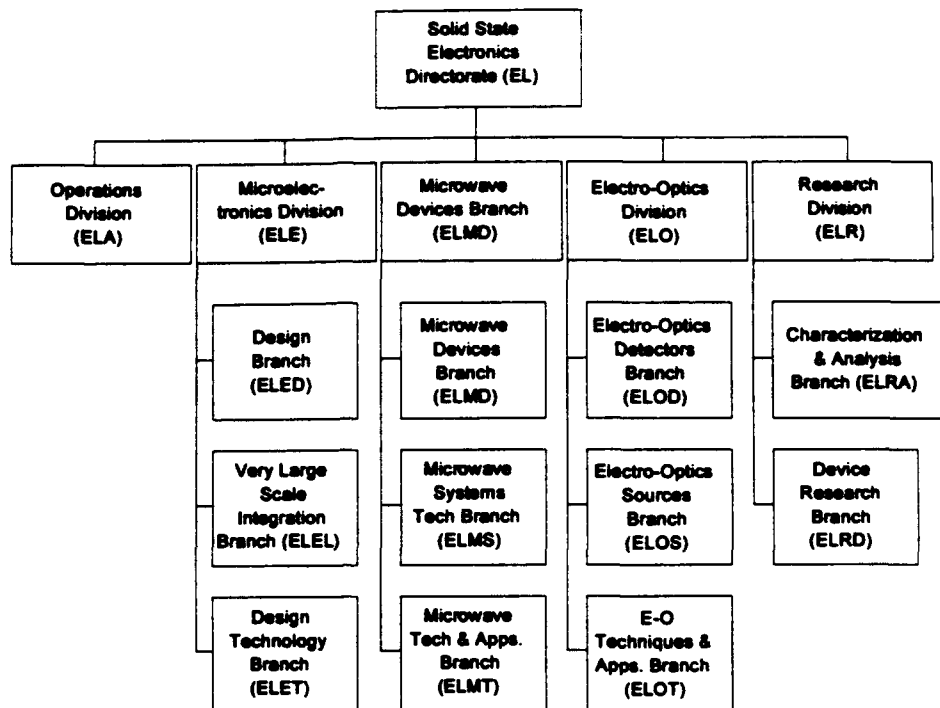 Solid State
Electronics
Directorate (EL)
Operations
Division
(ELA)
Microelec-
tronics Division
(ELE)
Microwave
Devices Branch
(ELMD)
Electro-Optics
Division
(ELO)
Research
Division
(ELR)
Design
Branch
(ELED)
Microwave
Devices
Branch
(ELMD)
Electro-Optics
Detectors
Branch
(ELOD)
Characterization
& Analysis
Branch (ELRA)
Very Large
Scale
Integration
Branch (ELEL)
Microwave
Systems
Tech Branch
(ELMS)
Electro-Optics
Sources
Branch
(ELOS)
Device
Research
Branch
(ELRD)
Design
Technology
Branch
(ELET)
Microwave
Tech & Apps.
Branch
(ELMT)
E-O
Techniques &
Apps. Branch
(ELOT)